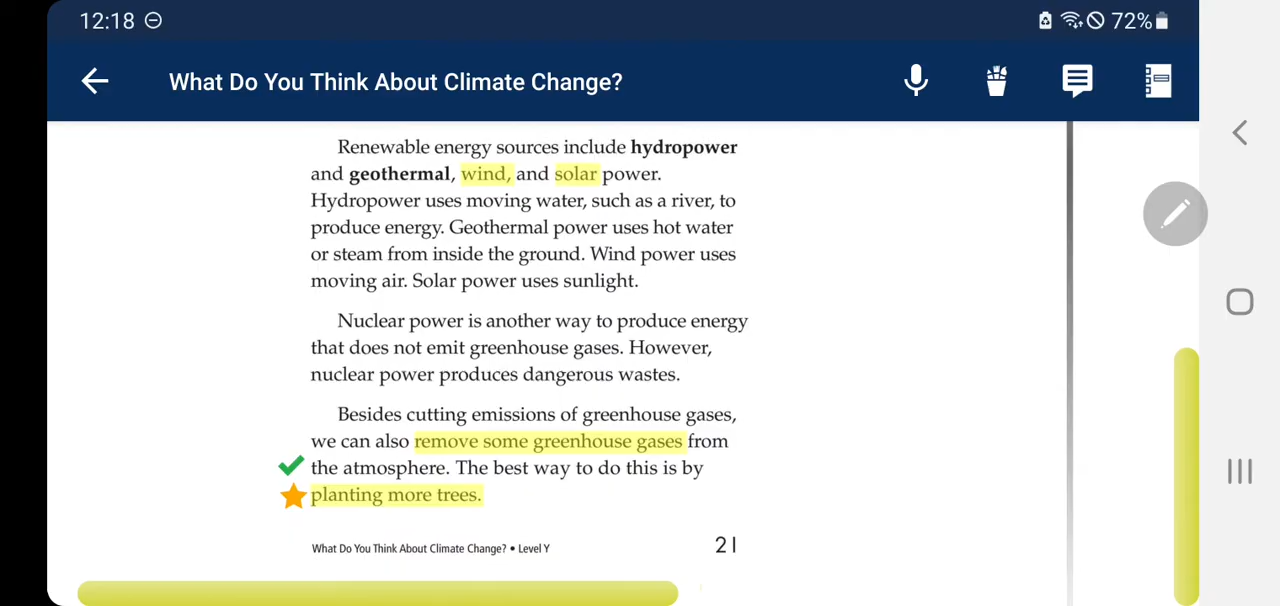 12:18 72%
What Do You Think About Climate Change?
Renewable energy sources include hydropower
and geothermal, wind, and solar power.
Hydropower uses moving water, such as a river, to
produce energy. Geothermal power uses hot water
or steam from inside the ground. Wind power uses
moving air. Solar power uses sunlight.
Nuclear power is another way to produce energy
that does not emit greenhouse gases. However,
nuclear power produces dangerous wastes.
Besides cutting emissions of greenhouse gases,
we can also remove some greenhouse gases from
the atmosphere. The best way to do this is by
planting more trees.
What Do You Think About Climate Change? • Level Y 21